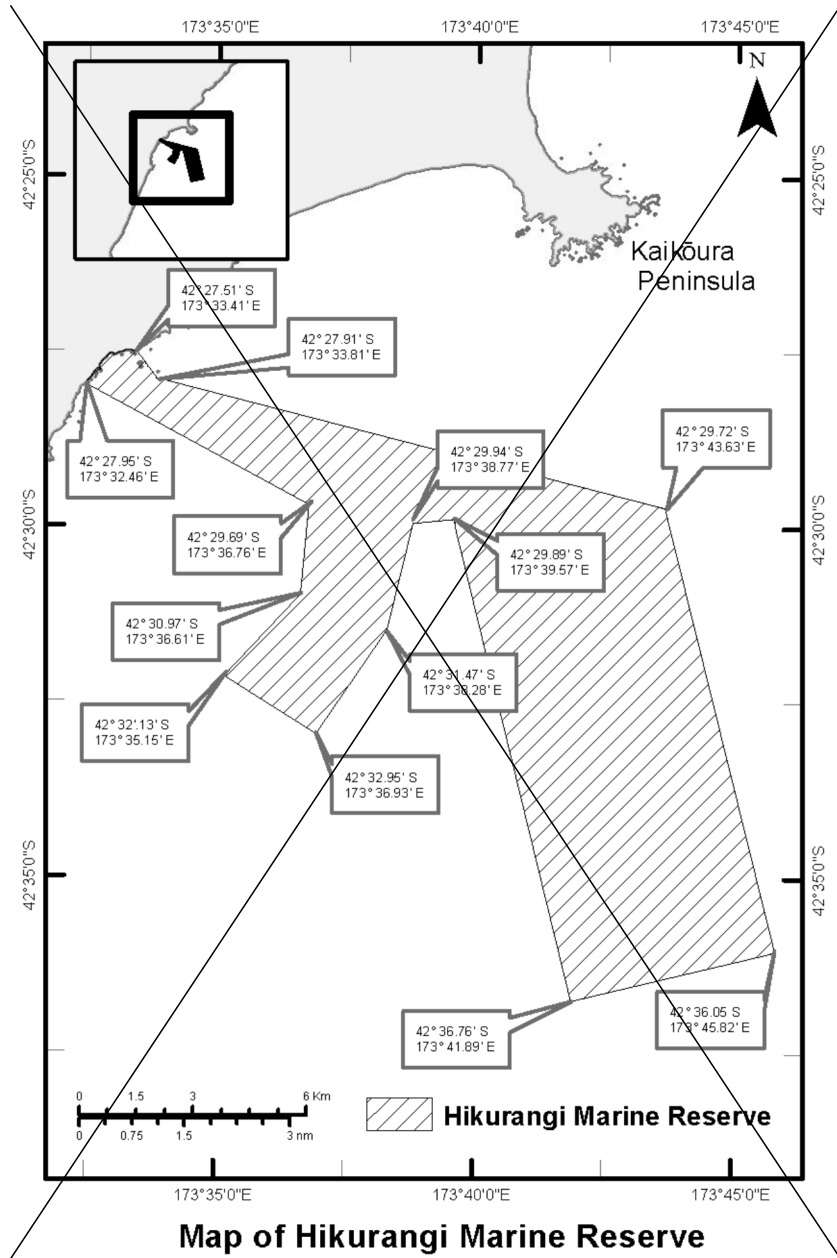 173°35'0"E 173°40'0"E 173°45'0"E
N
42°25'0"S
42°25'0"S
Kaikōura
Peninsula
42° 27.51' S
173° 33.41' E
42° 27.91' S
173° 33.81' E
42° 27.95' S
173° 32.46' E
42° 29.94' S
173° 38.77' E
42° 29.72' S
173° 43.63' E
42°30'0"S
42°30'0"S
42° 29.69' S
173° 36.76' E
42° 29.89' S
173° 39.57' E
42° 30.97' S
173° 36.61' E
42° 31.47' S
173° 38.28' E
42° 32'.13' S
173° 35.15' E
42° 32.95' S
173° 36.93' E
42°35'0"S
42°35'0"S
42° 36.76' S
173° 41.89' E
42° 36.05 S
173° 45.82' E
0 1.5 3 6 Km
0 0.75 1.5 3 nm
Hikurangi Marine Reserve
173°35'0"E 173°40'0"E 173°45'0"E
Map of Hikurangi Marine Reserve